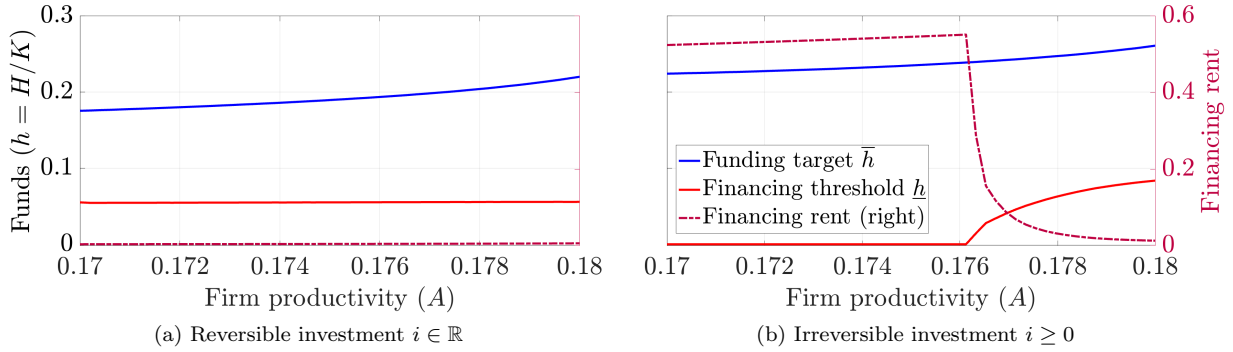 0.3
0.2
0.1
0
Funds (h = H/K)
0.17 0.172 0.174 0.176 0.178 0.18
Firm productivity (A)
(a) Reversible investment i ∈ ℝ
Funding target h̅
Financing threshold h̲
Financing rent (right)
0.6
0.4
0.2
0
Financing rent
0.17 0.172 0.174 0.176 0.178 0.18
Firm productivity (A)
(b) Irreversible investment i ≥ 0